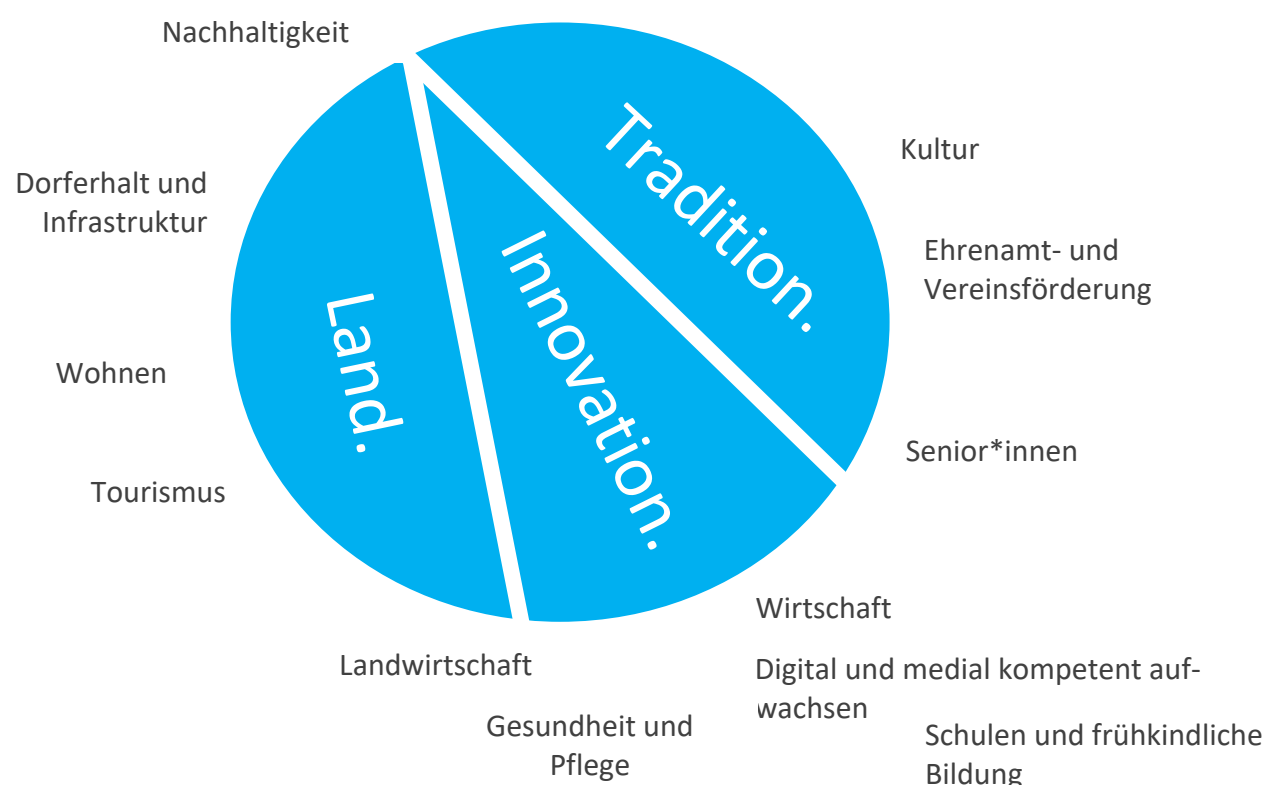 Nachhaltigkeit
Kultur
Dorferhalt und
Infrastruktur
Ehrenamt- und
Vereinsförderung
Tradition.
Innovation.
Land.
Wohnen
Senior*innen
Tourismus
Wirtschaft
Landwirtschaft
Digital und medial kompetent auf-
wachsen
Gesundheit und
Pflege
Schulen und frühkindliche
Bildung